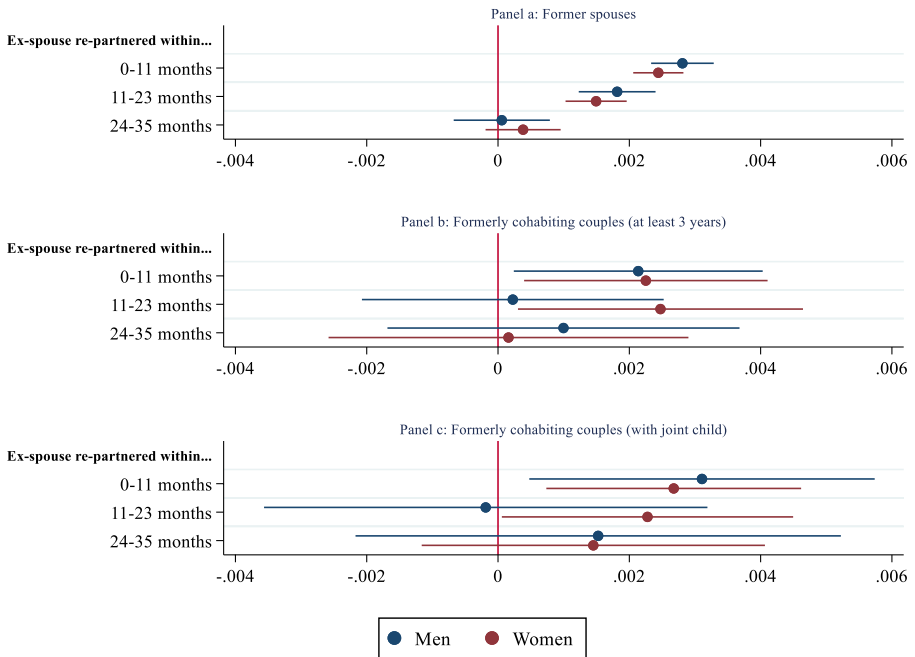 Panel a: Former spouses
Ex-spouse re-partnered within...
0-11 months
11-23 months
24-35 months
-.004 -.002 0 .002 .004 .006
Panel b: Formerly cohabiting couples (at least 3 years)
Ex-spouse re-partnered within...
0-11 months
11-23 months
24-35 months
-.004 -.002 0 .002 .004 .006
Panel c: Formerly cohabiting couples (with joint child)
Ex-spouse re-partnered within...
0-11 months
11-23 months
24-35 months
-.004 -.002 0 .002 .004 .006
Men Women